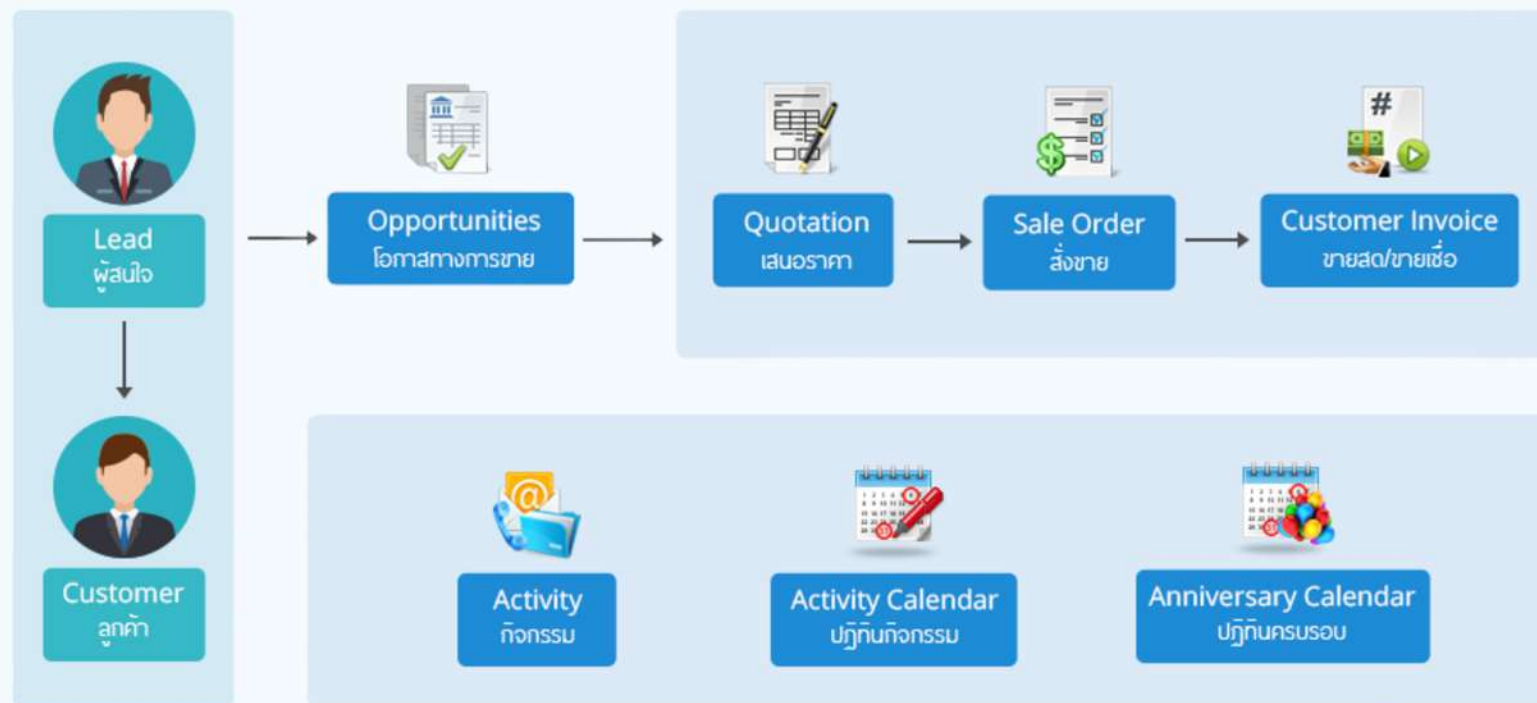 Lead
ผู้สนใจ
Opportunities
โอกาสทางการขาย
Quotation
เสนอราคา
Sale Order
สั่งขาย
Customer Invoice
ขายสด/ขายเชื่อ
Customer
ลูกค้า
Activity
กิจกรรม
Activity Calendar
ปฏิทินกิจกรรม
Anniversary Calendar
ปฏิทินครบรอบ